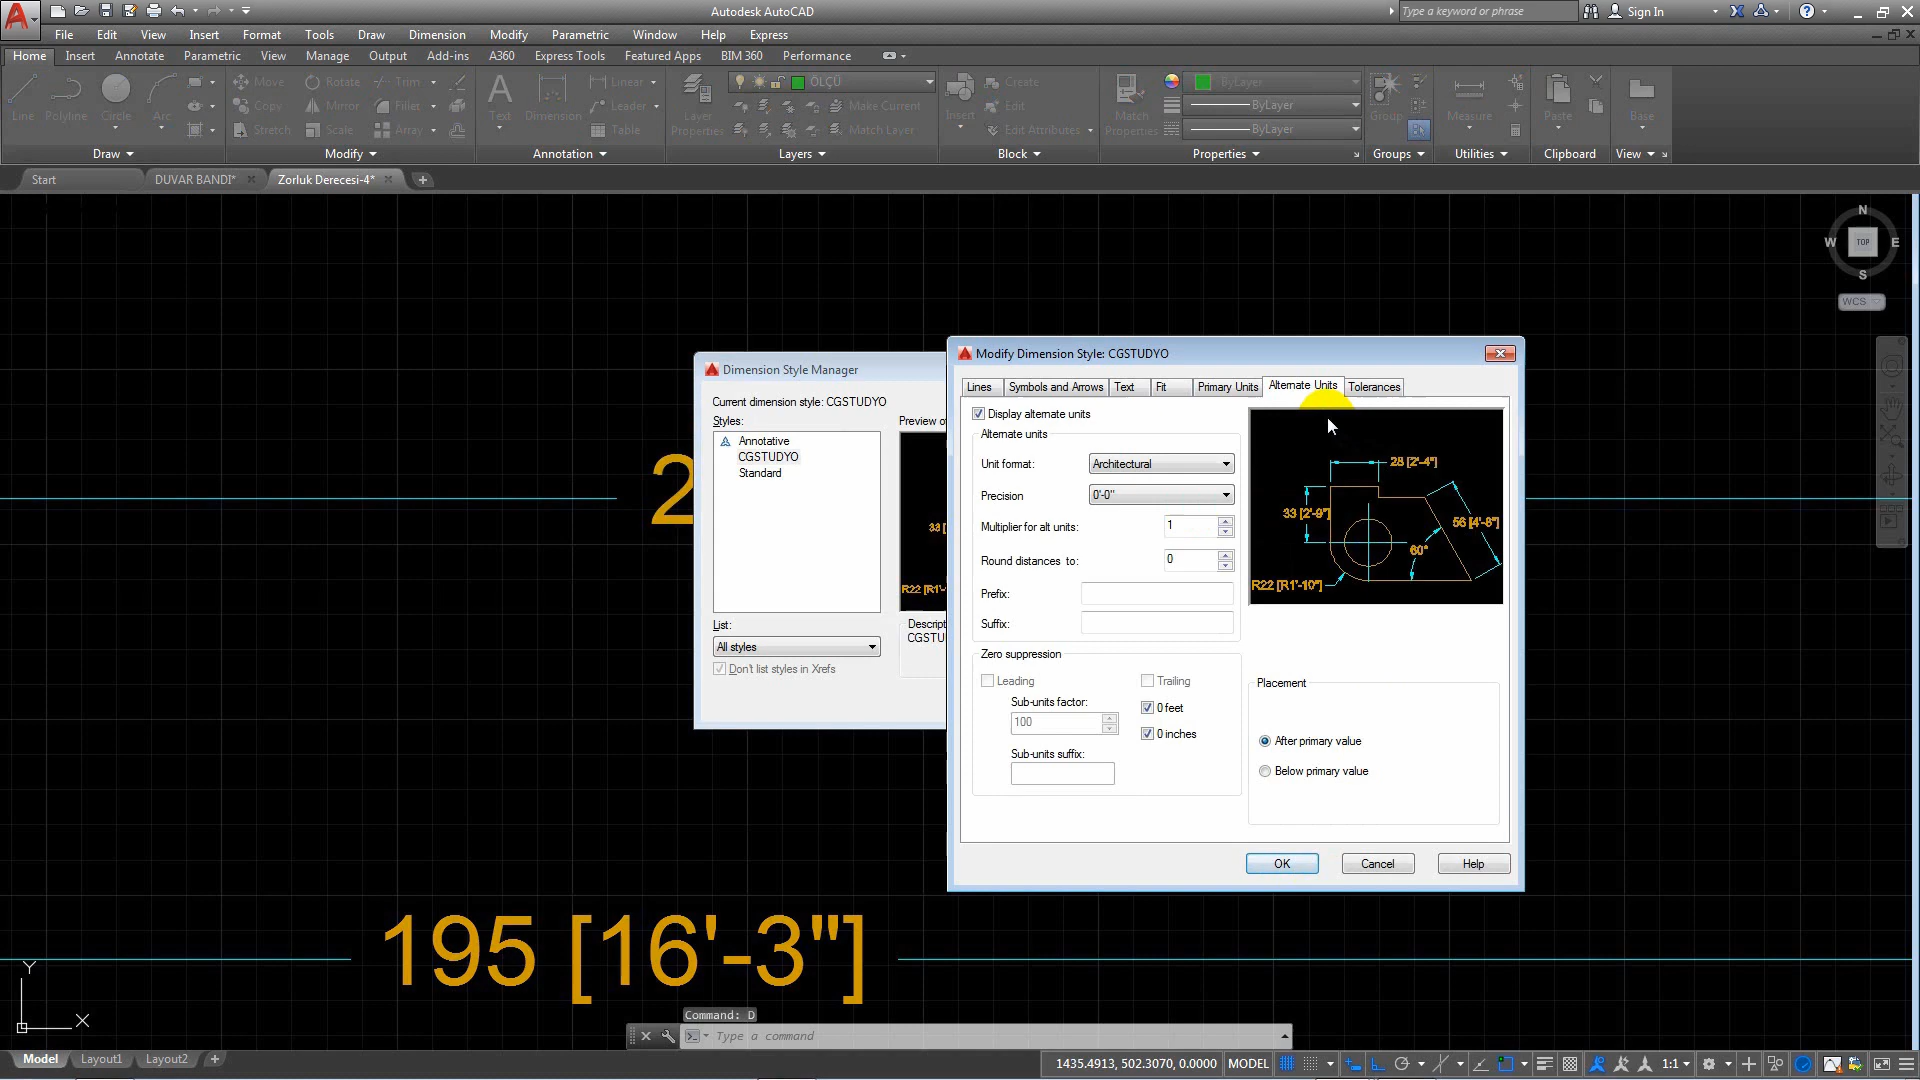 Autodesk AutoCAD
Type a keyword or phrase
Sign In
File Edit View Insert Format Tools Draw Dimension Modify Parametric Window Help Express
Home Insert Annotate Parametric View Manage Output Add-ins A360 Express Tools Featured Apps BIM 360 Performance
Line Polyline Circle Arc
Move Rotate Trim
Copy Mirror Fillet
Stretch Scale Array
Text Dimension
Linear
Leader
Table
Layer Properties
ÖLÇÜ
Make Current
Match Layer
Insert
Create
Edit
Edit Attributes
Match Properties
ByLayer
ByLayer
ByLayer
Group
Measure
Paste
Base
Draw Modify Annotation Layers Block Properties Groups Utilities Clipboard View
Start DUVAR BANDI* Zorluk Derecesi-4*
N
W TOP E
S
WCS
2
Dimension Style Manager
Current dimension style: CGSTUDYO
Styles:
Preview o
Annotative
CGSTUDYO
Standard
33 [
R22 [R1'-
List:
All styles
Don't list styles in Xrefs
Descript
CGSTU
Modify Dimension Style: CGSTUDYO
Lines Symbols and Arrows Text Fit Primary Units Alternate Units Tolerances
Display alternate units
Alternate units
Unit format: Architectural
Precision 0'-0"
Multiplier for alt units: 1
Round distances to: 0
Prefix:
Suffix:
Zero suppression
Leading
Trailing
Sub-units factor:
100
0 feet
0 inches
Sub-units suffix:
28 [2'-4"]
33 [2'-9"]
56 [4'-8"]
60°
R22 [R1'-10"]
Placement
After primary value
Below primary value
OK Cancel Help
195 [16'-3"]
Y
X
Command: D
Type a command
Model Layout1 Layout2
1435.4913, 502.3070, 0.0000 MODEL 1:1